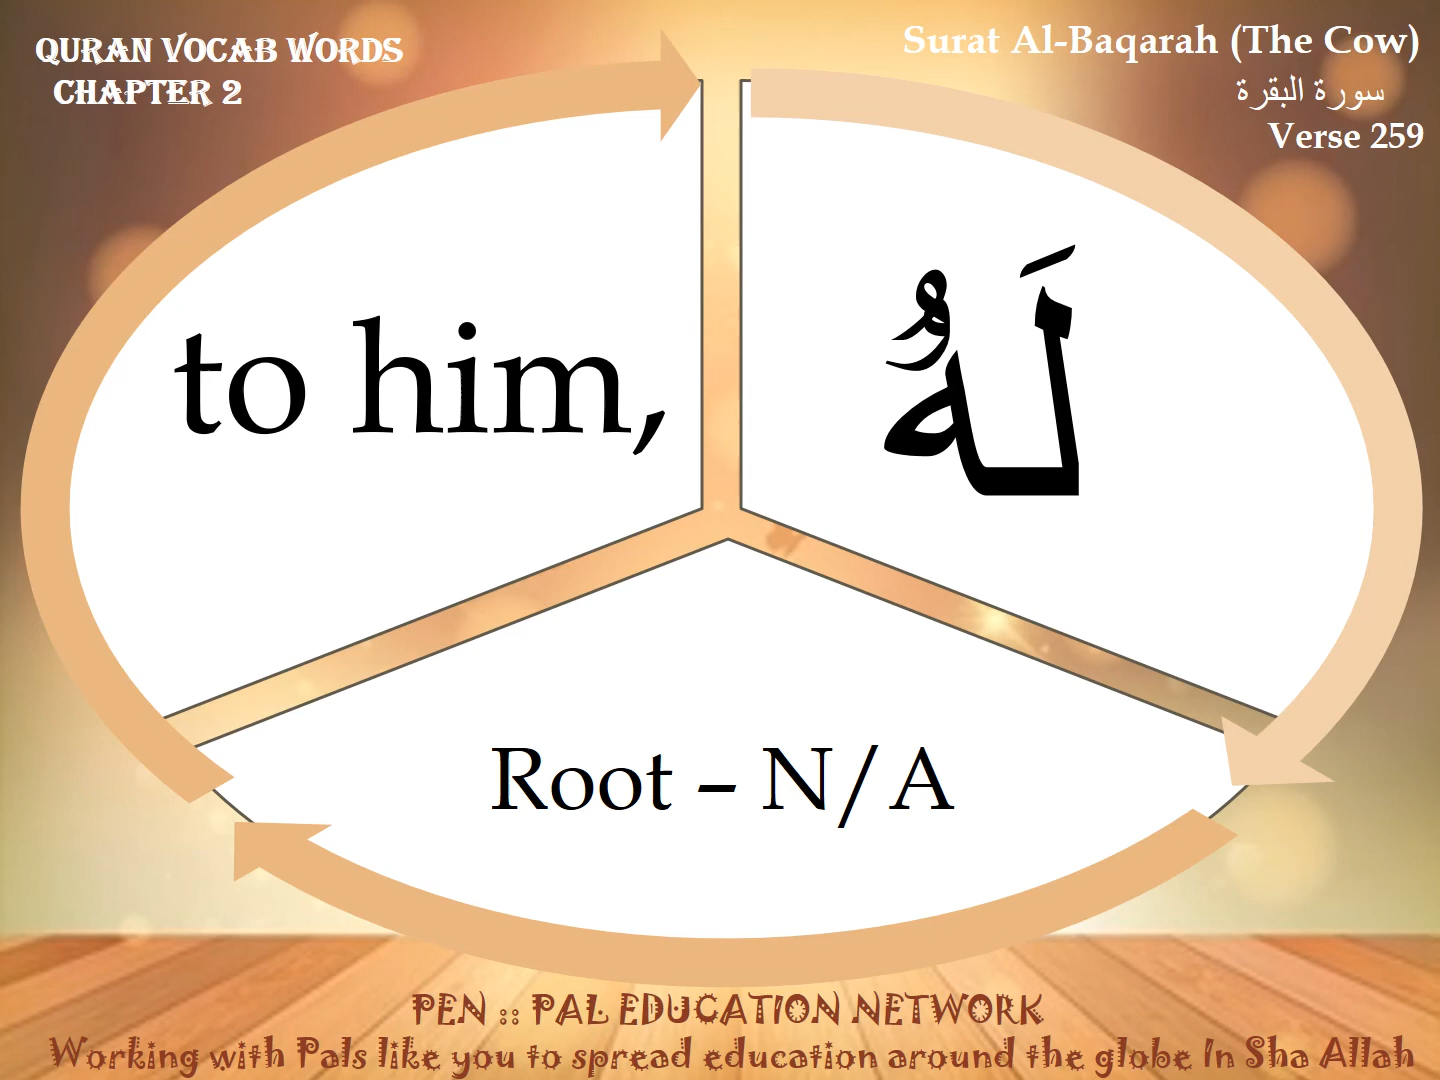 QURAN VOCAB WORDS
CHAPTER 2
Surat Al-Baqarah (The Cow)
سورة البقرة
Verse 259
to him,
لَهُۥ
Root – N/A
PEN :: PAL EDUCATION NETWORK
Working with Pals like you to spread education around the globe In Sha Allah